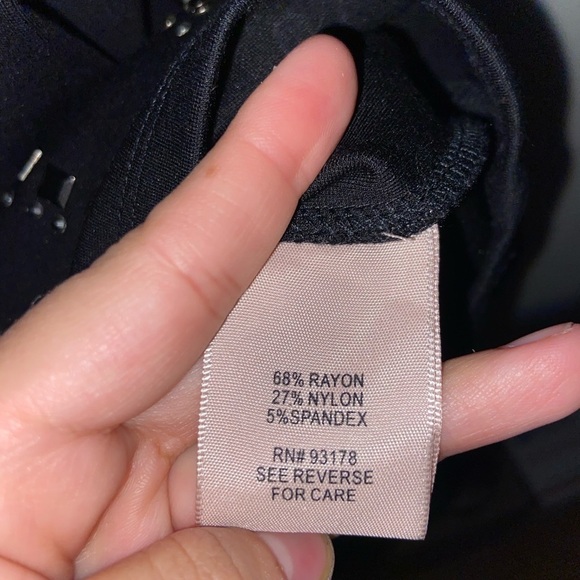 68% RAYON
27% NYLON
5%SPANDEX
RN# 93178
SEE REVERSE
FOR CARE